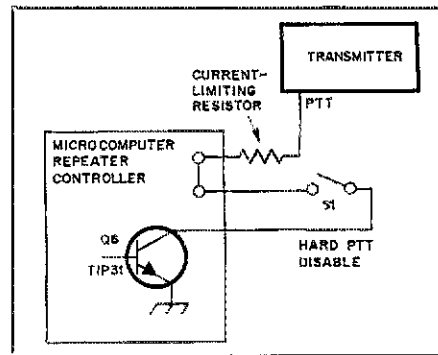 TRANSMITTER
CURRENT-
LIMITING
RESISTOR
PTT
MICROCOMPUTER
REPEATER
CONTROLLER
S1
Q6
TIP31
HARD PTT
DISABLE